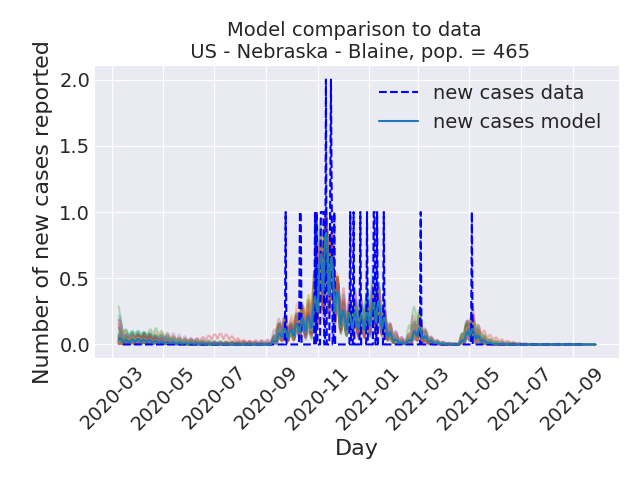 Model comparison to data
US - Nebraska - Blaine, pop. = 465
new cases data
new cases model
Number of new cases reported
2.0
1.5
1.0
0.5
0.0
2020-03
2020-05
2020-07
2020-09
2020-11
2021-01
2021-03
2021-05
2021-07
2021-09
Day